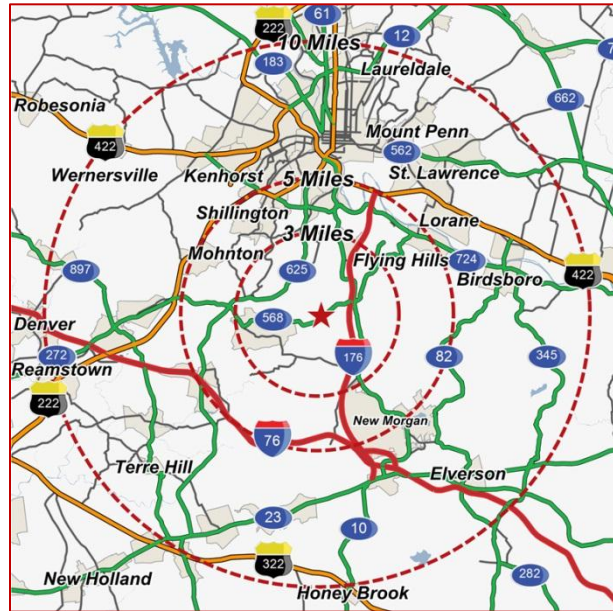 61
222
12
10 Miles
183
Laureldale
662
Robesonia
Mount Penn
422
562
Wernersville
Kenhorst
5 Miles
St. Lawrence
Shillington
Lorane
3 Miles
Mohnton
625
Flying Hills
724
897
422
Birdsboro
568
Denver
272
176
82
345
Reamstown
222
New Morgan
76
Terre Hill
Elverson
23
10
322
282
New Holland
Honey Brook